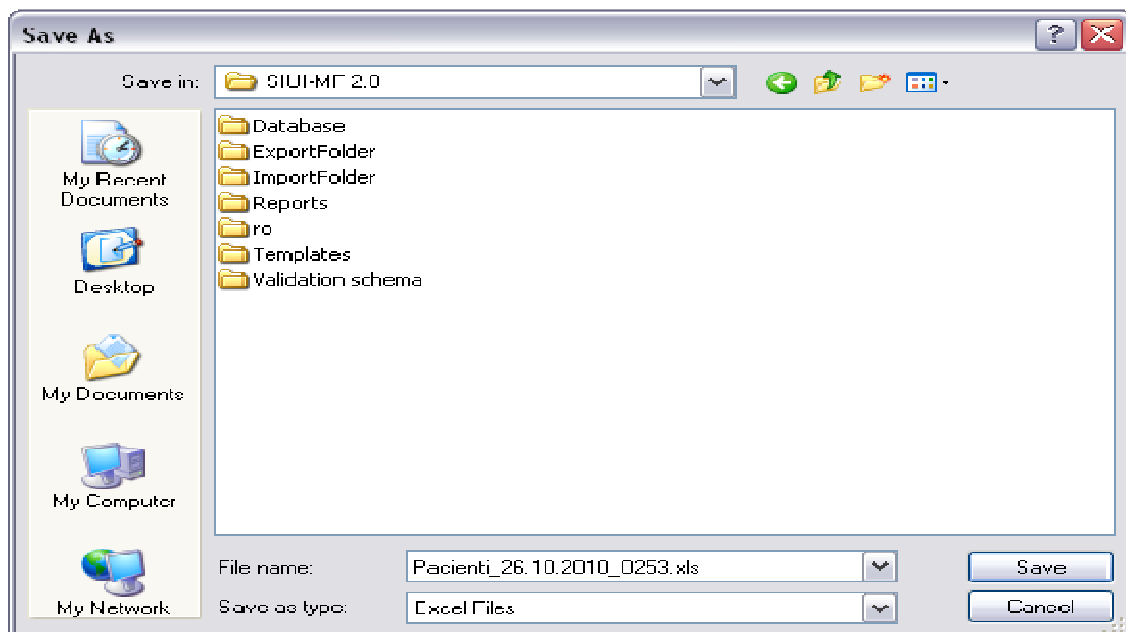 Save As
Save in:
SIUI-MF 2.0
Database
ExportFolder
ImportFolder
Reports
ro
Templates
Validation schema
My Recent
Documents
Desktop
My Documents
My Computer
My Network
File name:
Pacienti_26.10.2010_0253.xls
Save
Save as type:
Excel Files
Cancel